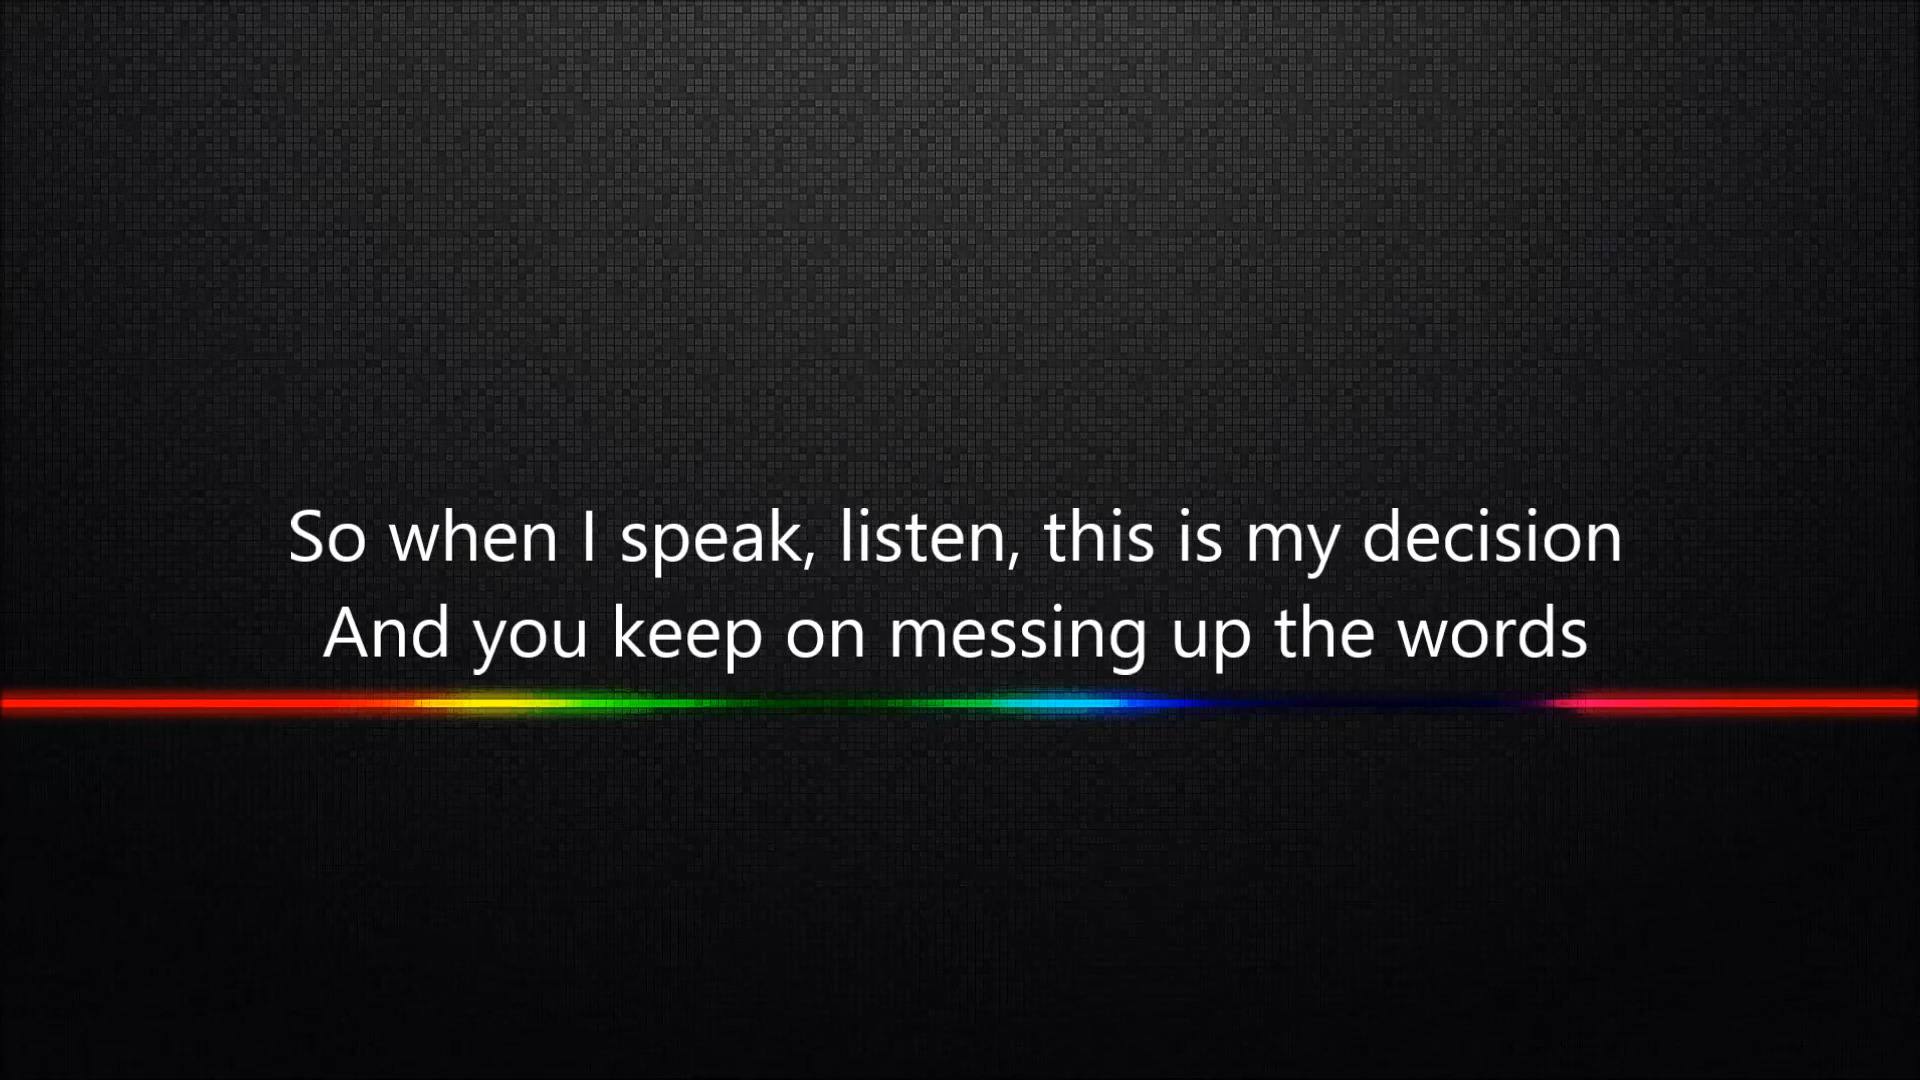 So when I speak, listen, this is my decision
And you keep on messing up the words